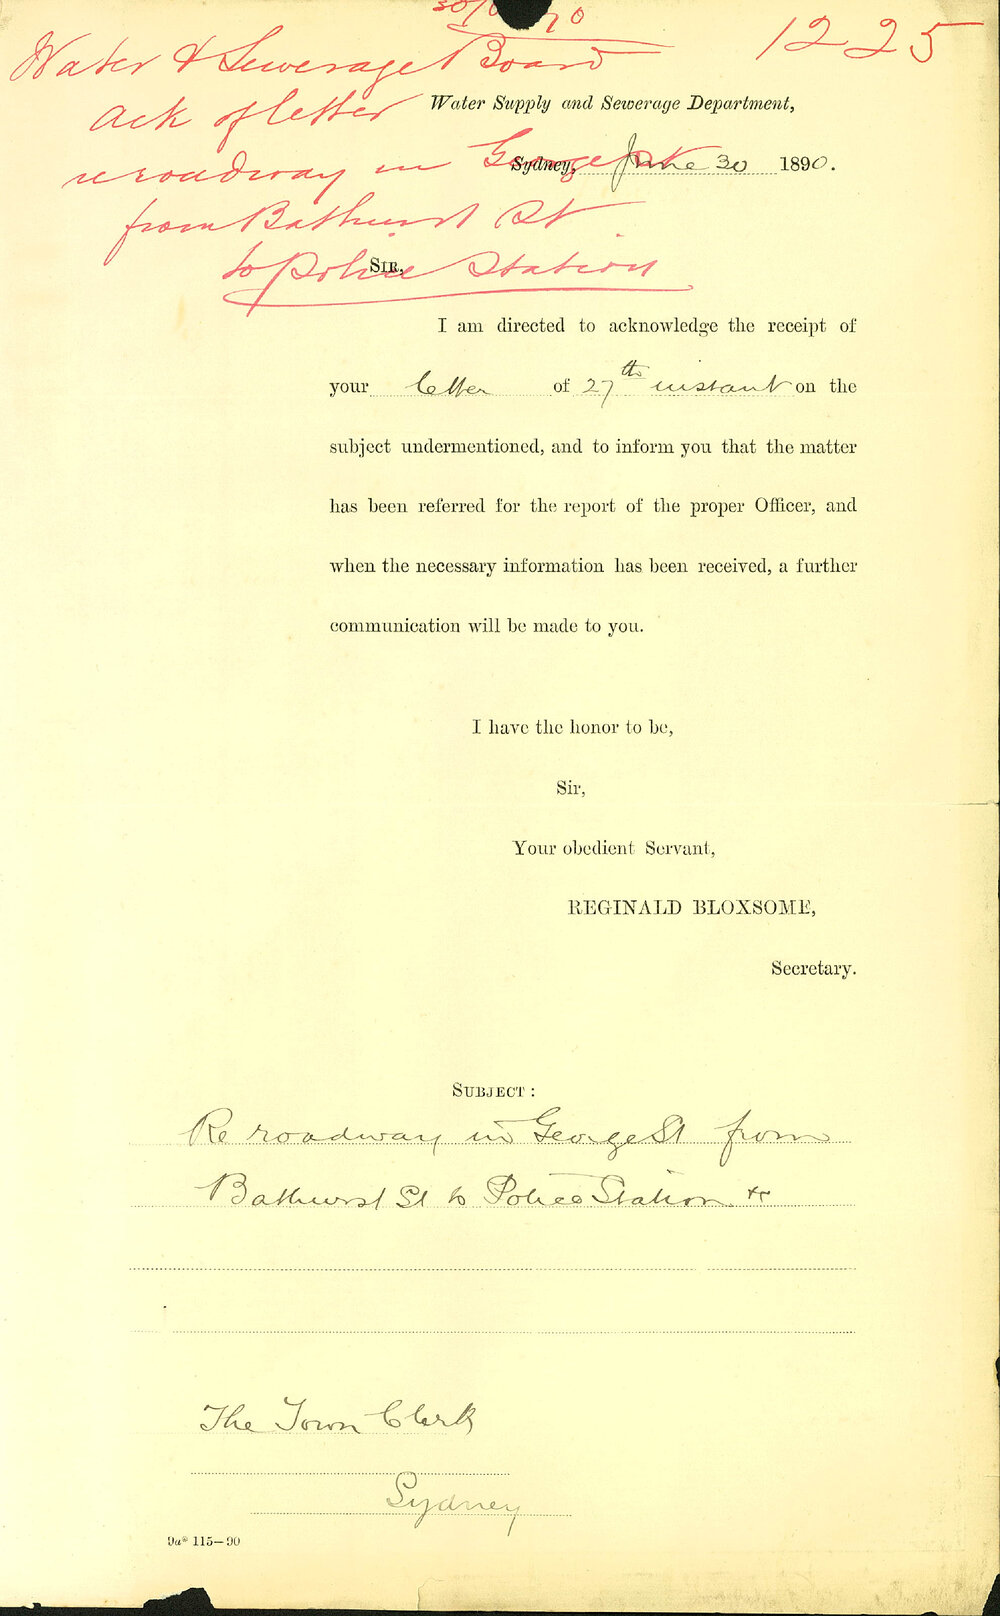 1225
Water & Sewerage Board
Ack of letter
re roadway in George St
from Bathurst St
to Police Station
Water Supply and Sewerage Department,
Sydney, June 30 1890.
SIR,
I am directed to acknowledge the receipt of
your letter of 27th instant on the
subject undermentioned, and to inform you that the matter
has been referred for the report of the proper Officer, and
when the necessary information has been received, a further
communication will be made to you.
I have the honor to be,
Sir,
Your obedient Servant,
REGINALD BLOXSOME,
Secretary.
SUBJECT :
Re roadway in George St from
Bathurst St to Police Station &c
The Town Clerk
Sydney
9a* 115—90